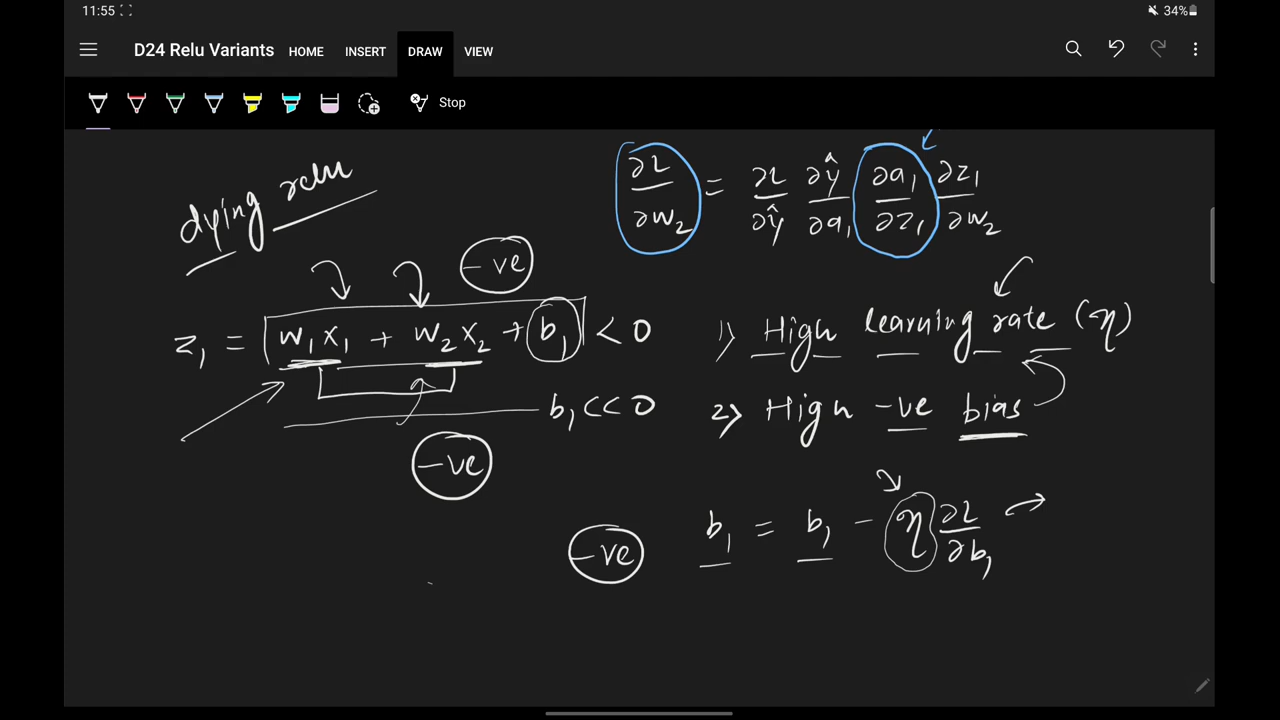 11:55 34%
D24 Relu Variants HOME INSERT DRAW VIEW
Stop
dying relu
∂L/∂w₂ = ∂L/∂ŷ ∂ŷ/∂a₁ ∂a₁/∂z₁ ∂z₁/∂w₂
-ve
z₁ = w₁x₁ + w₂x₂ + b₁ < 0
b₁ << 0
-ve
1) High learning rate (η)
2) High -ve bias
-ve
b₁ = b₁ - η ∂L/∂b₁